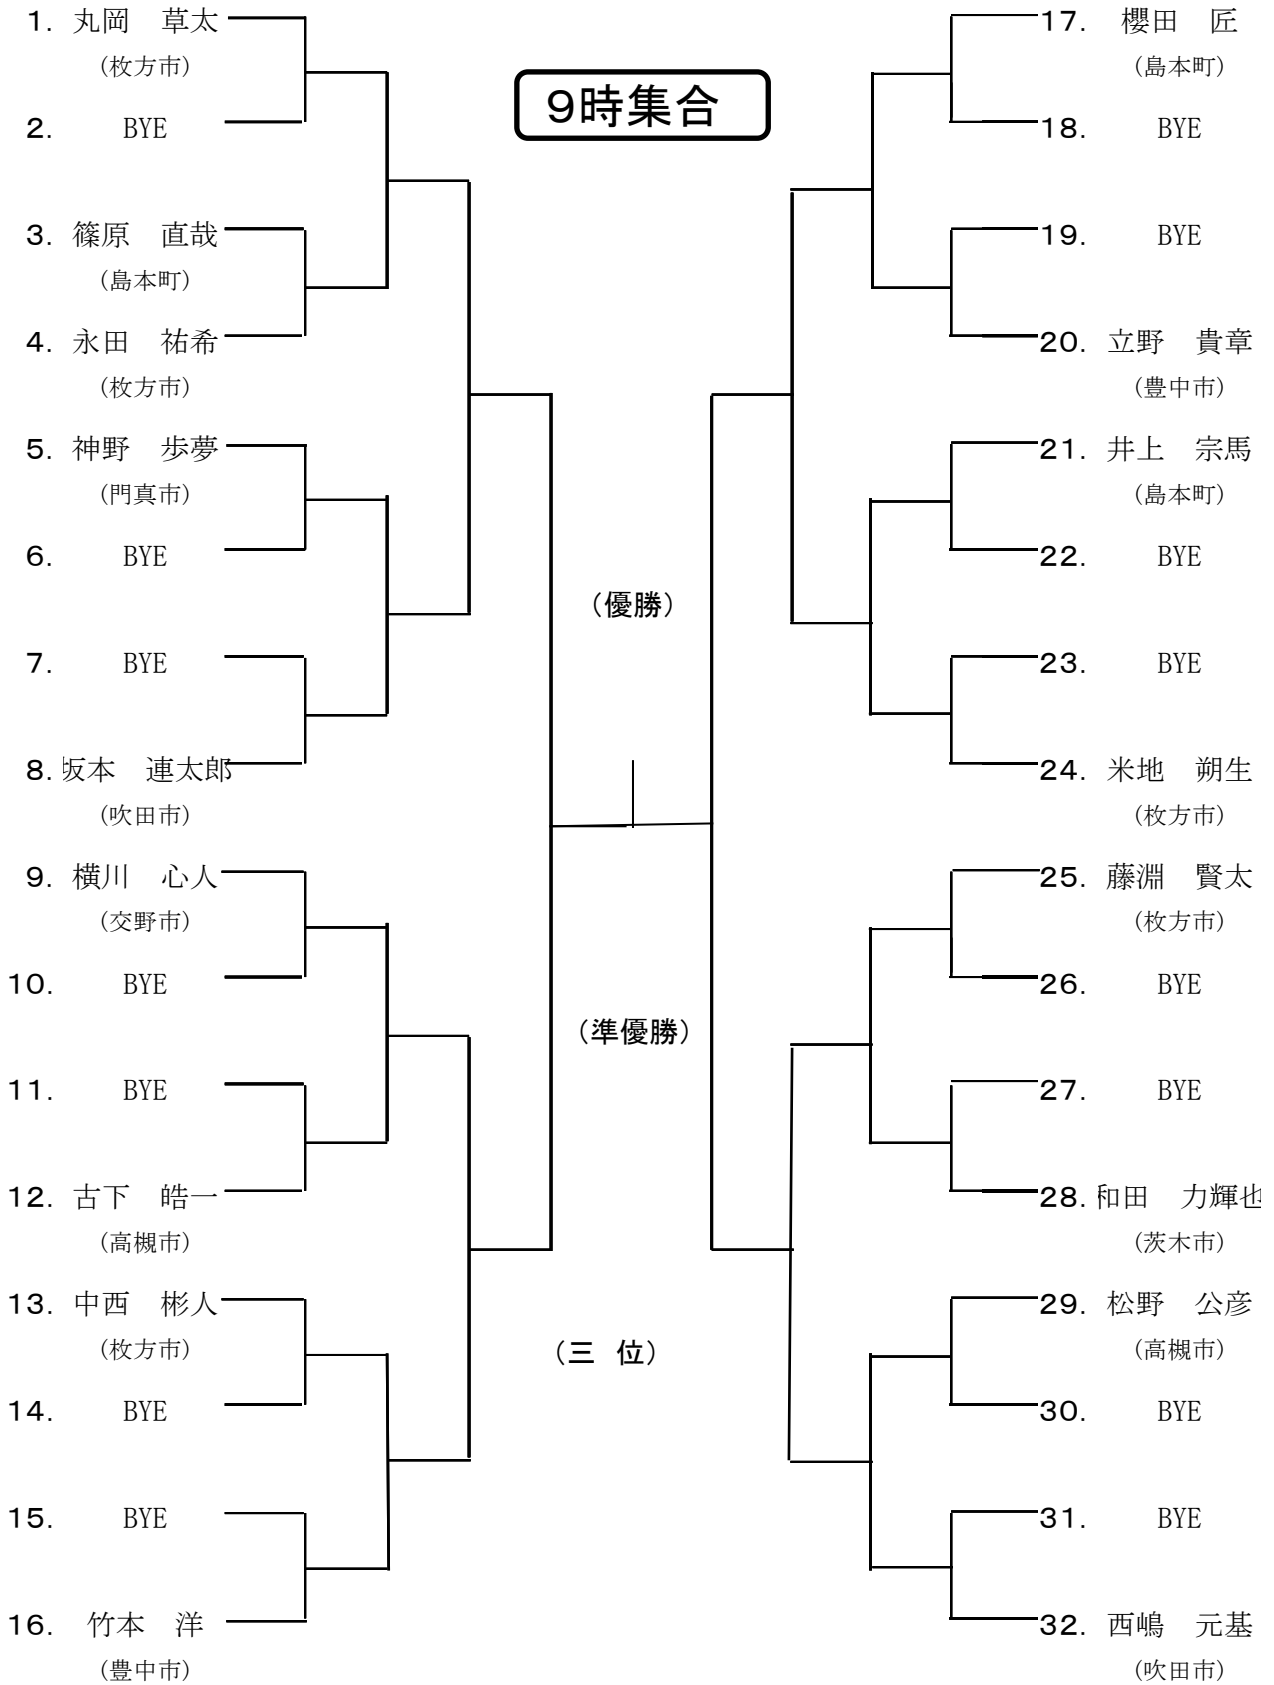 1. 丸岡　草太
(枚方市)
2. BYE
3. 篠原　直哉
(島本町)
4. 永田　祐希
(枚方市)
5. 神野　歩夢
(門真市)
6. BYE
7. BYE
8. 坂本　連太郎
(吹田市)
9. 横川　心人
(交野市)
10. BYE
11. BYE
12. 古下　皓一
(高槻市)
13. 中西　彬人
(枚方市)
14. BYE
15. BYE
16. 竹本　洋
(豊中市)
9時集合
(優勝)
(準優勝)
(三 位)
17. 櫻田　匠
(島本町)
18. BYE
19. BYE
20. 立野　貴章
(豊中市)
21. 井上　宗馬
(島本町)
22. BYE
23. BYE
24. 米地　朔生
(枚方市)
25. 藤淵　賢太
(枚方市)
26. BYE
27. BYE
28. 和田　力輝也
(茨木市)
29. 松野　公彦
(高槻市)
30. BYE
31. BYE
32. 西嶋　元基
(吹田市)